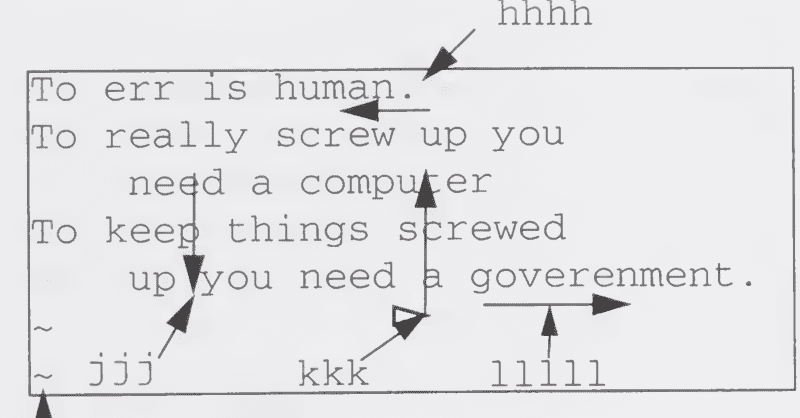 hhhh
To err is human.
To really screw up you
need a computer
To keep things screwed
up you need a goverenment.
~
~ jjj kkk lllll